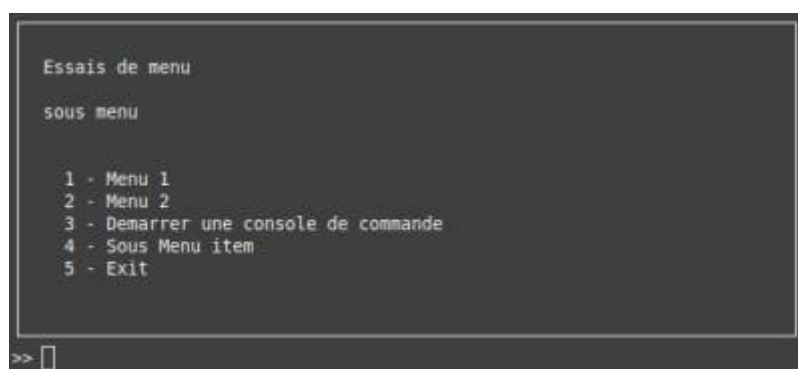 Essais de menu
sous menu
1 - Menu 1
2 - Menu 2
3 - Demarrer une console de commande
4 - Sous Menu item
5 - Exit
>>